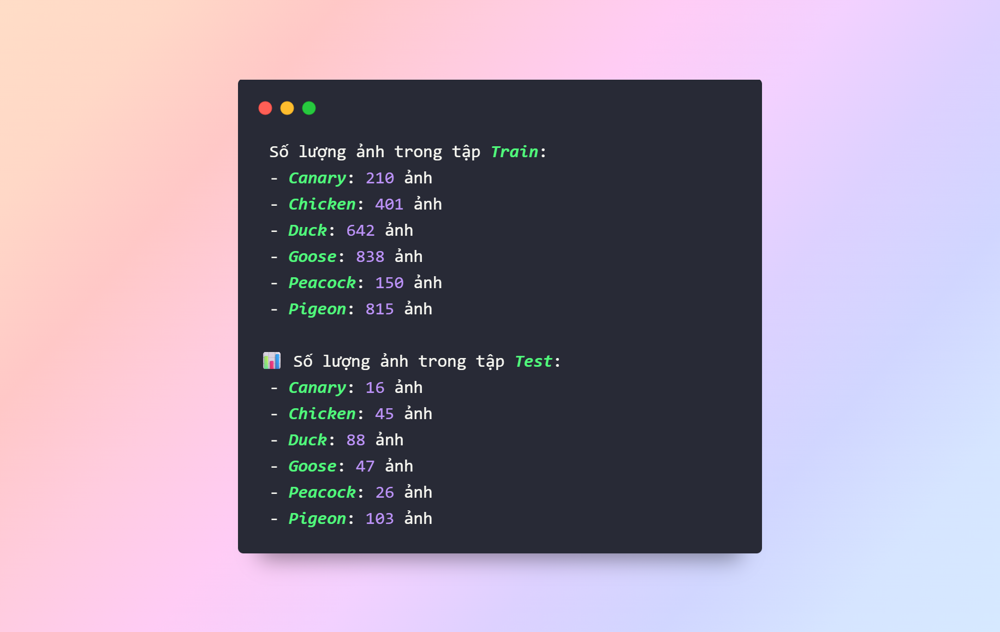 Số lượng ảnh trong tập Train:
- Canary: 210 ảnh
- Chicken: 401 ảnh
- Duck: 642 ảnh
- Goose: 838 ảnh
- Peacock: 150 ảnh
- Pigeon: 815 ảnh
📊 Số lượng ảnh trong tập Test:
- Canary: 16 ảnh
- Chicken: 45 ảnh
- Duck: 88 ảnh
- Goose: 47 ảnh
- Peacock: 26 ảnh
- Pigeon: 103 ảnh